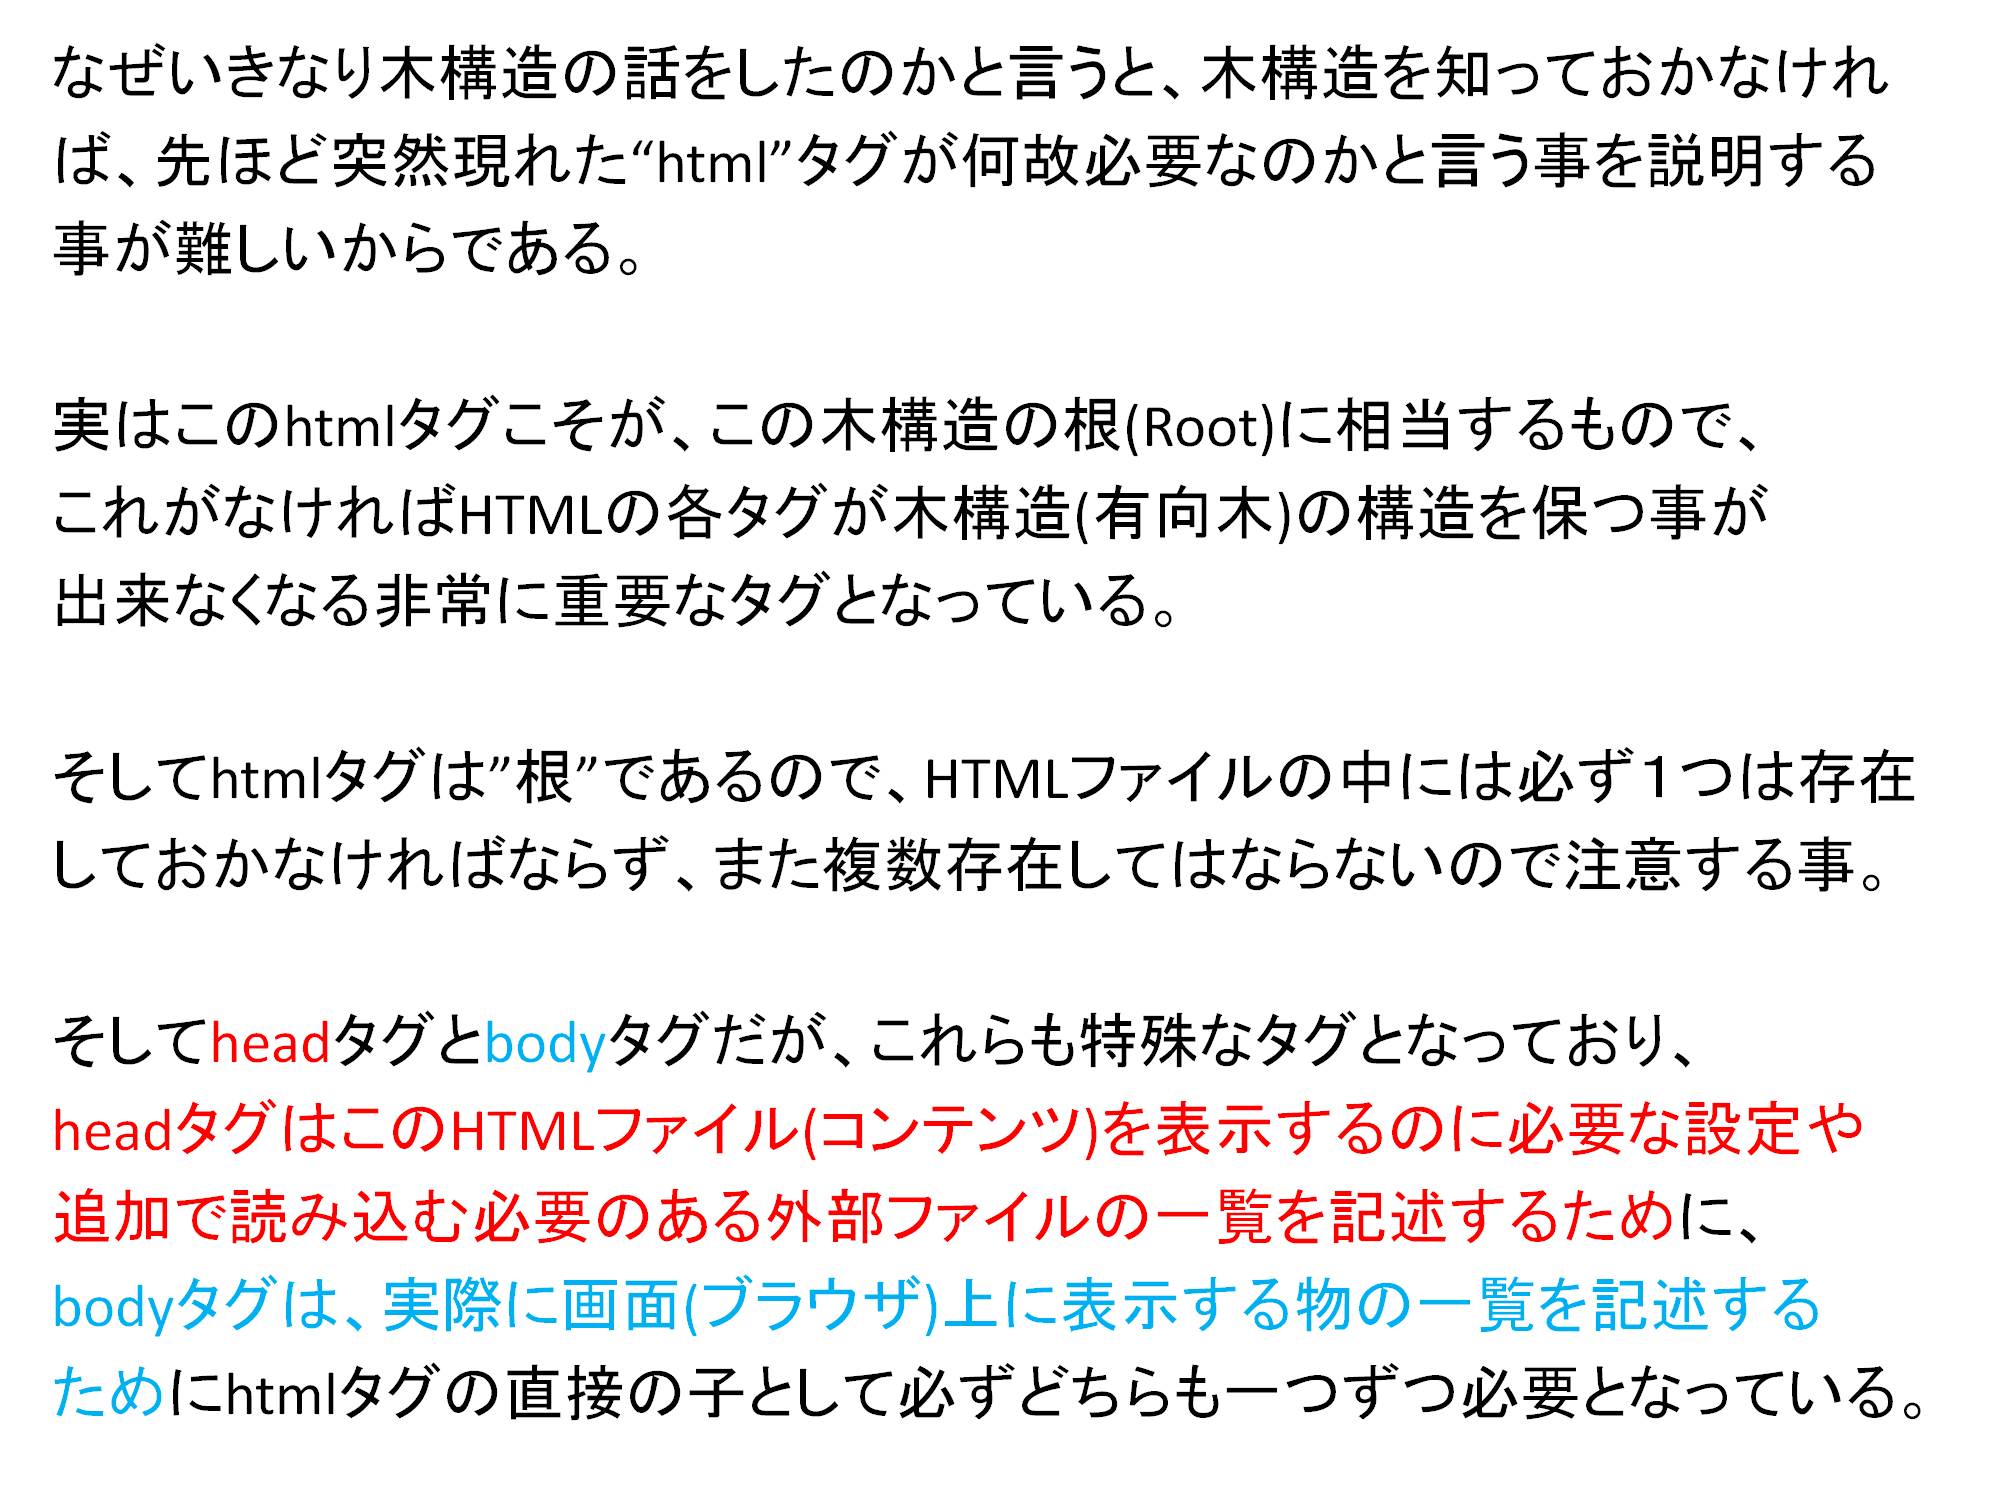 なぜいきなり木構造の話をしたのかと言うと、木構造を知っておかなけれ
ば、先ほど突然現れた“html”タグが何故必要なのかと言う事を説明する
事が難しいからである。
実はこのhtmlタグこそが、この木構造の根(Root)に相当するもので、
これがなければHTMLの各タグが木構造(有向木)の構造を保つ事が
出来なくなる非常に重要なタグとなっている。
そしてhtmlタグは”根”であるので、HTMLファイルの中には必ず１つは存在
しておかなければならず、また複数存在してはならないので注意する事。
そしてheadタグとbodyタグだが、これらも特殊なタグとなっており、
headタグはこのHTMLファイル(コンテンツ)を表示するのに必要な設定や
追加で読み込む必要のある外部ファイルの一覧を記述するために、
bodyタグは、実際に画面(ブラウザ)上に表示する物の一覧を記述する
ためにhtmlタグの直接の子として必ずどちらも一つずつ必要となっている。